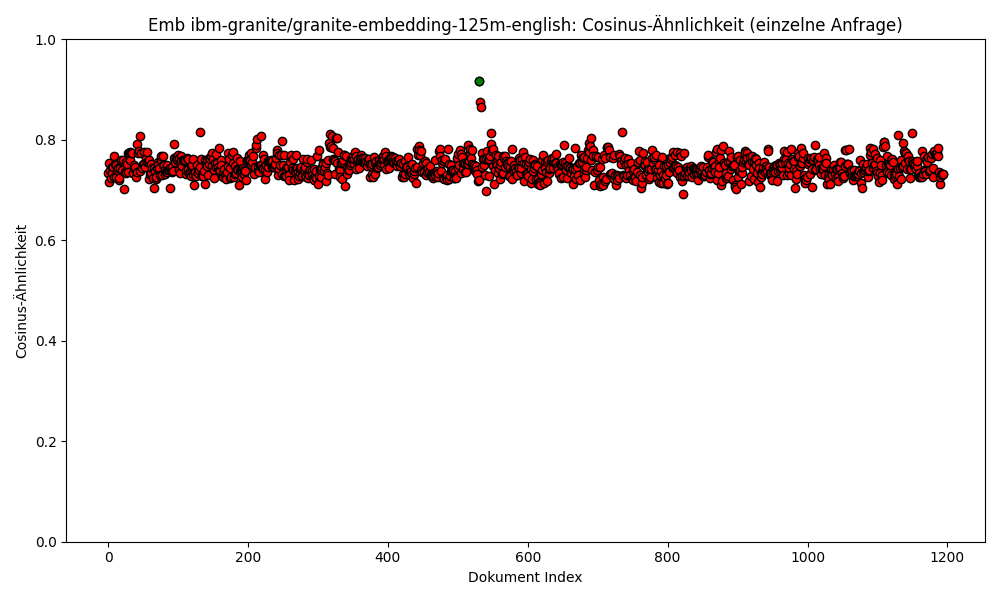 Emb ibm-granite/granite-embedding-125m-english: Cosinus-Ähnlichkeit (einzelne Anfrage)
1.0
0.8
0.6
0.4
0.2
0.0
Cosinus-Ähnlichkeit
0 200 400 600 800 1000 1200
Dokument Index